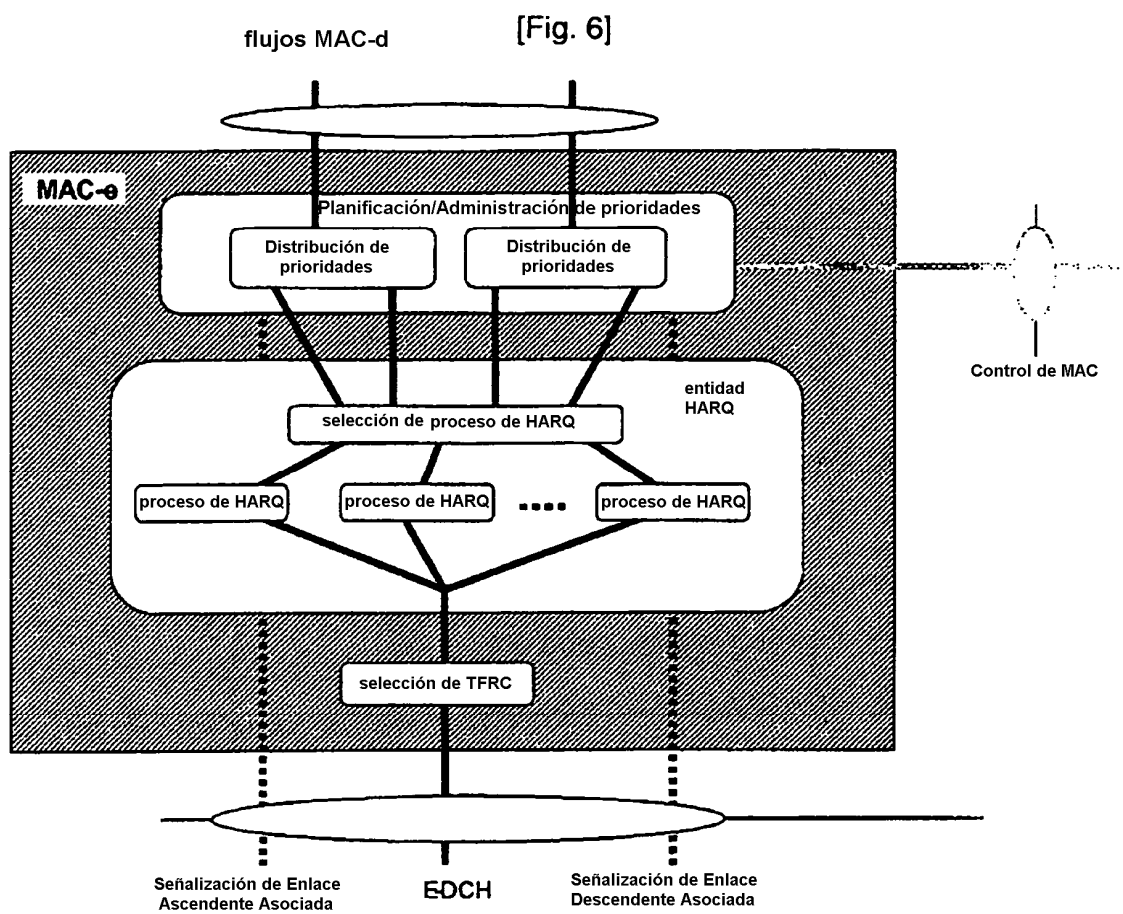 [Fig. 6]
flujos MAC-d
MAC-e
Planificación/Administración de prioridades
Distribución de
prioridades
Distribución de
prioridades
Control de MAC
entidad
HARQ
selección de proceso de HARQ
proceso de HARQ
proceso de HARQ
proceso de HARQ
selección de TFRC
Señalización de Enlace
Ascendente Asociada
E-DCH
Señalización de Enlace
Descendente Asociada